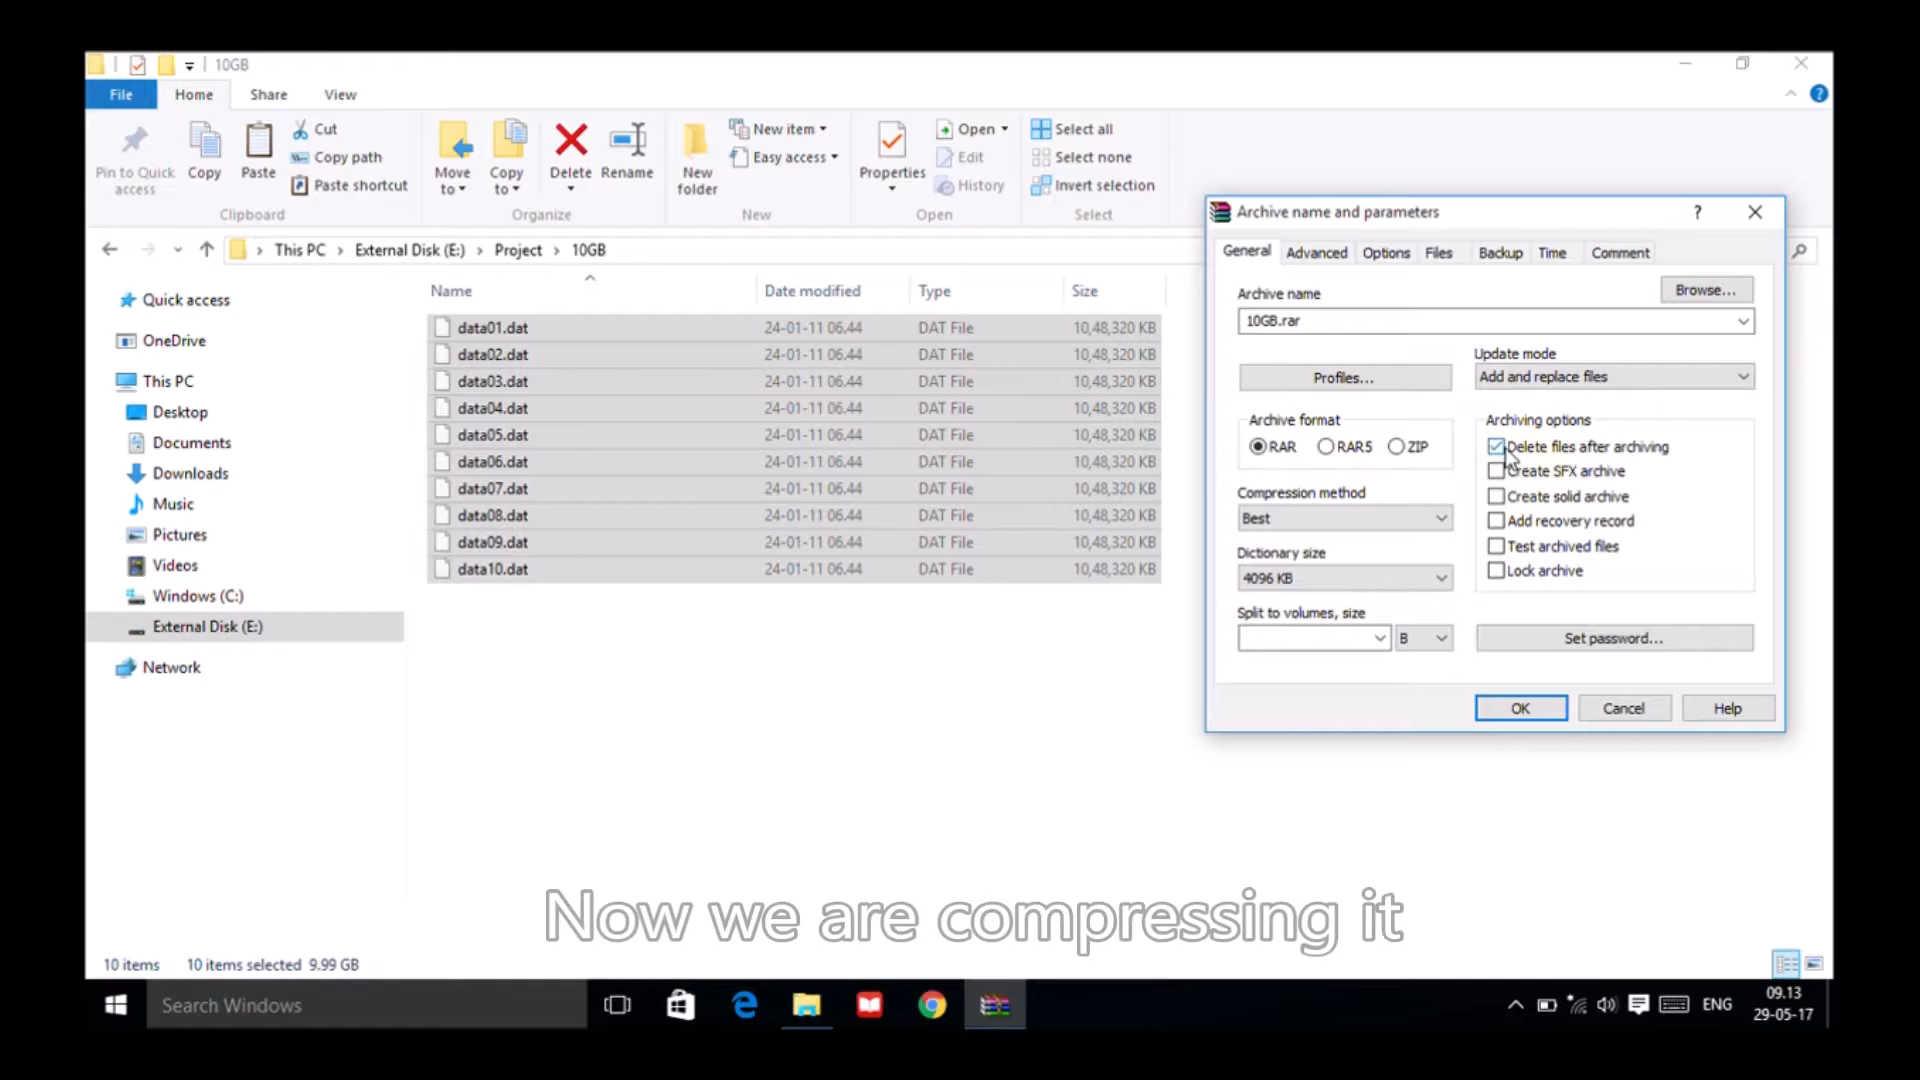 10GB
File Home Share View
Pin to Quick access
Copy
Paste
Cut
Copy path
Paste shortcut
Clipboard
Move to
Copy to
Delete
Rename
Organize
New folder
New item
Easy access
New
Properties
Open
Edit
History
Open
Select all
Select none
Invert selection
Select
This PC > External Disk (E:) > Project > 10GB
Quick access
OneDrive
This PC
Desktop
Documents
Downloads
Music
Pictures
Videos
Windows (C:)
External Disk (E:)
Network
Name Date modified Type Size
data01.dat 24-01-11 06.44 DAT File 10,48,320 KB
data02.dat 24-01-11 06.44 DAT File 10,48,320 KB
data03.dat 24-01-11 06.44 DAT File 10,48,320 KB
data04.dat 24-01-11 06.44 DAT File 10,48,320 KB
data05.dat 24-01-11 06.44 DAT File 10,48,320 KB
data06.dat 24-01-11 06.44 DAT File 10,48,320 KB
data07.dat 24-01-11 06.44 DAT File 10,48,320 KB
data08.dat 24-01-11 06.44 DAT File 10,48,320 KB
data09.dat 24-01-11 06.44 DAT File 10,48,320 KB
data10.dat 24-01-11 06.44 DAT File 10,48,320 KB
Archive name and parameters ?
General Advanced Options Files Backup Time Comment
Archive name
Browse...
10GB.rar
Profiles...
Update mode
Add and replace files
Archive format
RAR RAR5 ZIP
Compression method
Best
Dictionary size
4096 KB
Split to volumes, size
B
Archiving options
Delete files after archiving
Create SFX archive
Create solid archive
Add recovery record
Test archived files
Lock archive
Set password...
OK Cancel Help
Now we are compressing it
10 items 10 items selected 9.99 GB
Search Windows
ENG
09.13
29-05-17